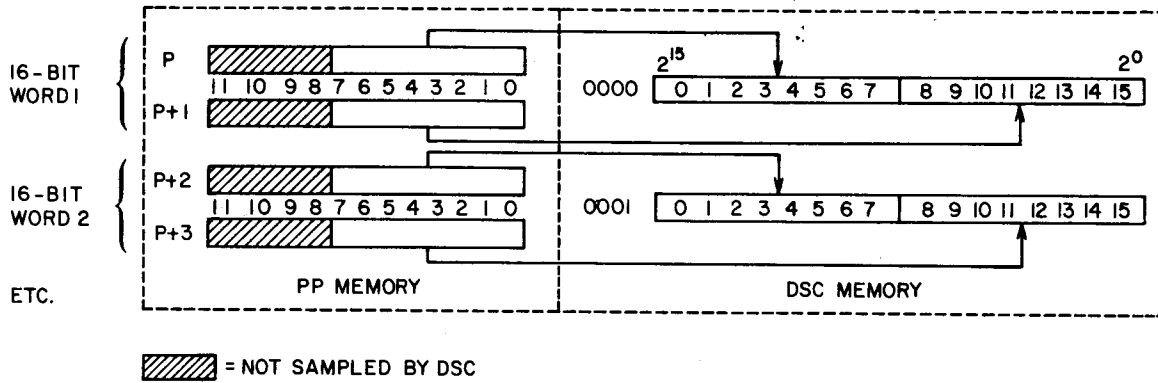 16-BIT
WORD 1
P
11 10 9 8 7 6 5 4 3 2 1 0
P+1
0000
2¹⁵
2⁰
0 1 2 3 4 5 6 7 8 9 10 11 12 13 14 15
16-BIT
WORD 2
P+2
11 10 9 8 7 6 5 4 3 2 1 0
P+3
0001
0 1 2 3 4 5 6 7 8 9 10 11 12 13 14 15
ETC.
PP MEMORY
DSC MEMORY
= NOT SAMPLED BY DSC